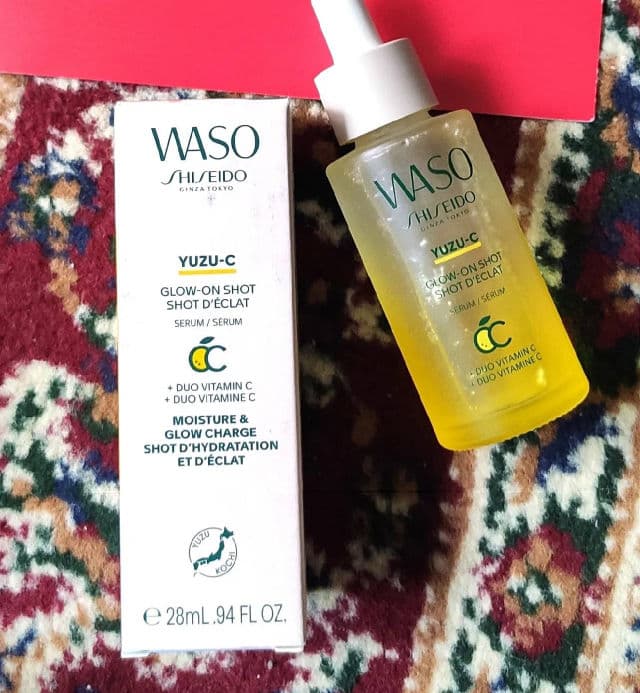 WASO
SHISEIDO
GINZA TOKYO
YUZU-C
GLOW-ON SHOT
SHOT D'ÉCLAT
SERUM / SÉRUM
C
+ DUO VITAMIN C
+ DUO VITAMINE C
MOISTURE &
GLOW CHARGE
SHOT D'HYDRATATION
ET D'ÉCLAT
YUZU
KOCHI
℮ 28mL .94 FL OZ.
WASO
SHISEIDO
GINZA TOKYO
YUZU-C
GLOW-ON SHOT
SHOT D'ÉCLAT
SERUM / SÉRUM
C
+ DUO VITAMIN C
+ DUO VITAMINE C